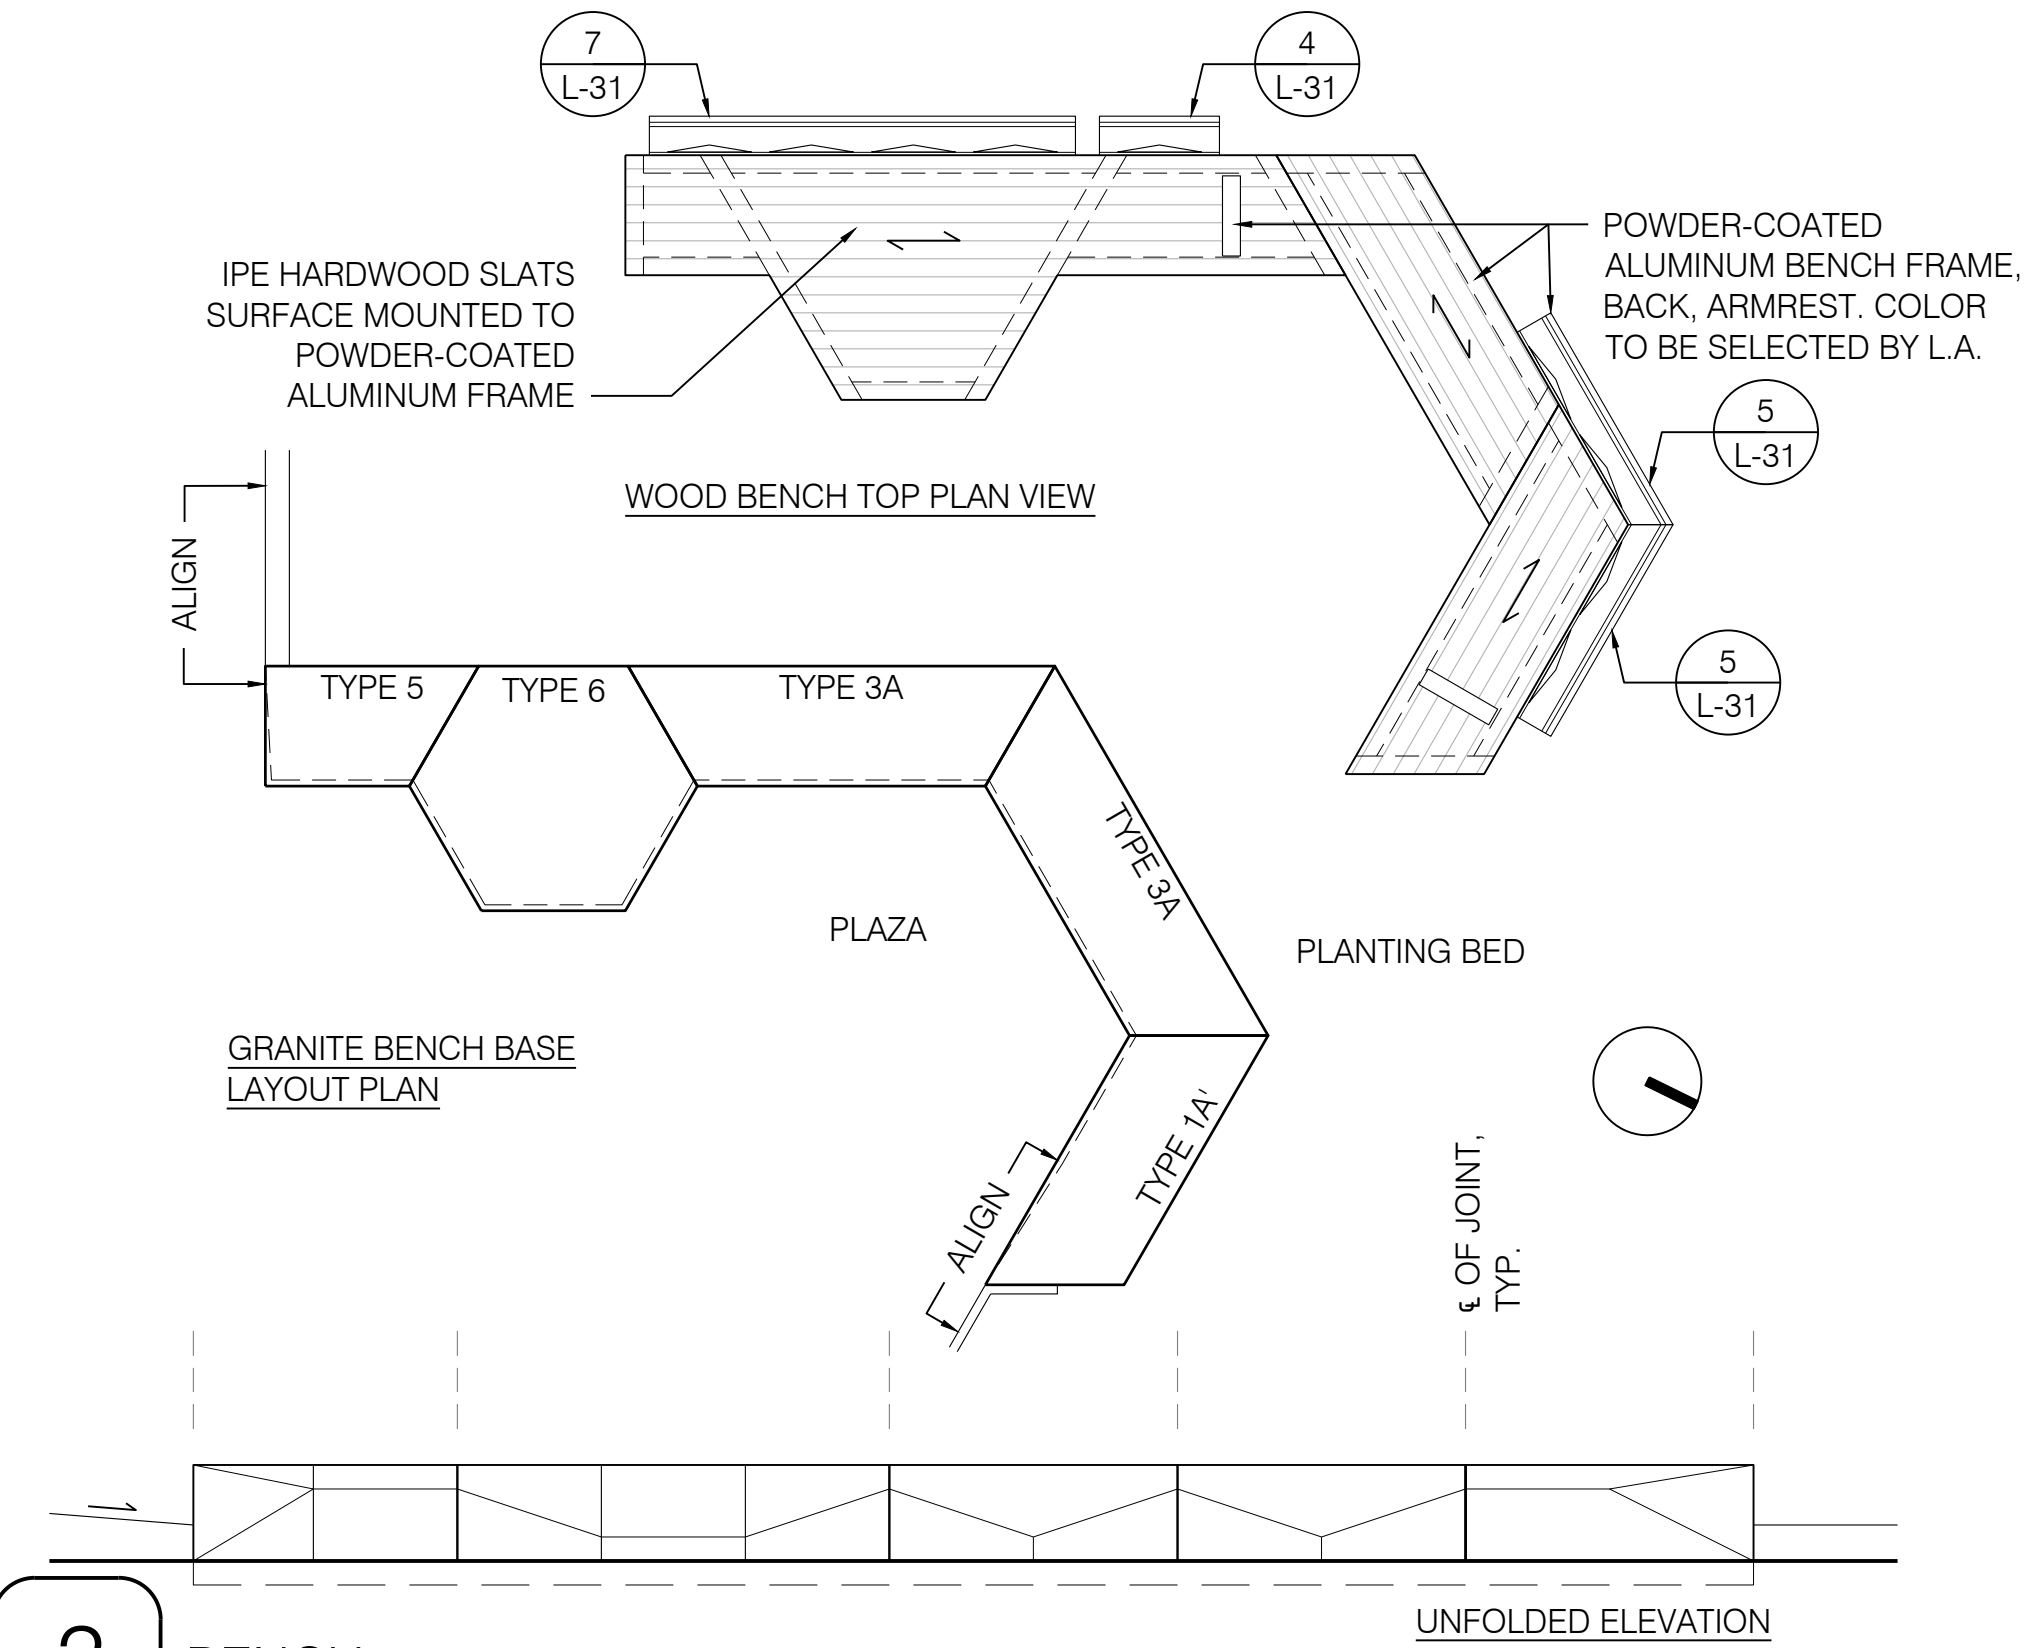 7
L-31
4
L-31
IPE HARDWOOD SLATS
SURFACE MOUNTED TO
POWDER-COATED
ALUMINUM FRAME
POWDER-COATED
ALUMINUM BENCH FRAME,
BACK, ARMREST. COLOR
TO BE SELECTED BY L.A.
5
L-31
WOOD BENCH TOP PLAN VIEW
ALIGN
5
L-31
TYPE 5
TYPE 6
TYPE 3A
TYPE 3A
PLAZA
PLANTING BED
GRANITE BENCH BASE
LAYOUT PLAN
TYPE 1A'
ALIGN
℄ OF JOINT,
TYP.
UNFOLDED ELEVATION